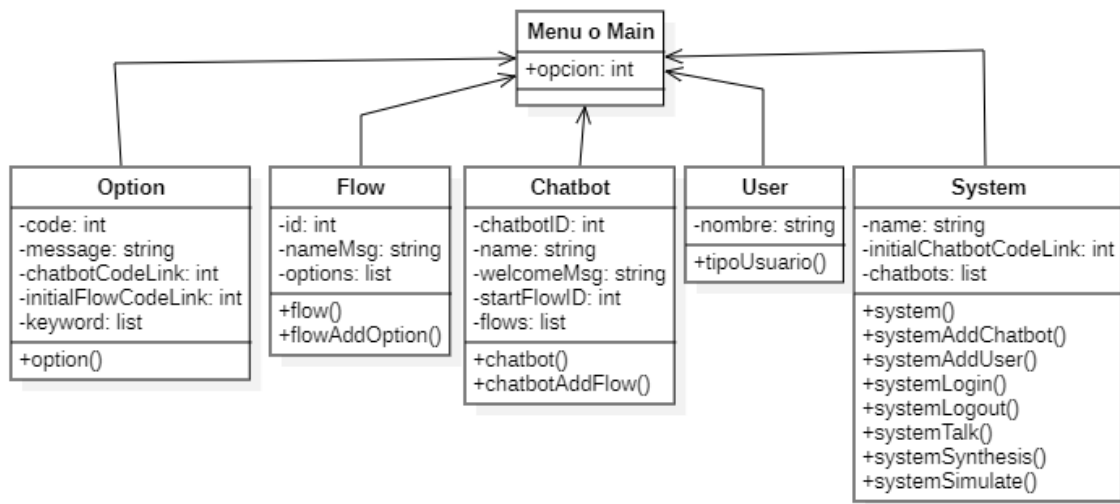 Menu o Main
+opcion: int
Option
-code: int
-message: string
-chatbotCodeLink: int
-initialFlowCodeLink: int
-keyword: list
+option()
Flow
-id: int
-nameMsg: string
-options: list
+flow()
+flowAddOption()
Chatbot
-chatbotID: int
-name: string
-welcomeMsg: string
-startFlowID: int
-flows: list
+chatbot()
+chatbotAddFlow()
User
-nombre: string
+tipoUsuario()
System
-name: string
-initialChatbotCodeLink: int
-chatbots: list
+system()
+systemAddChatbot()
+systemAddUser()
+systemLogin()
+systemLogout()
+systemTalk()
+systemSynthesis()
+systemSimulate()